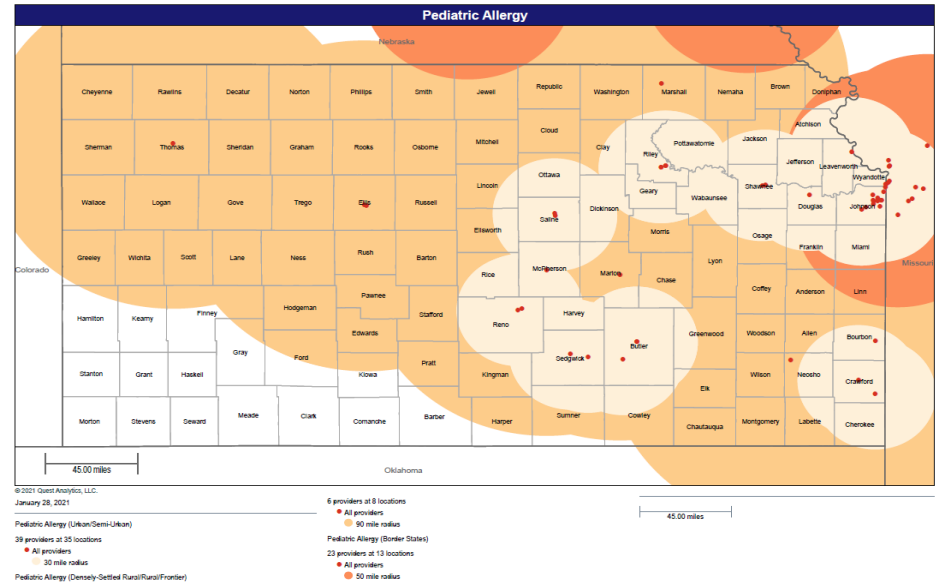 Pediatric Allergy
Nebraska
Cheyenne Rawlins Decatur Norton Phillips Smith Jewell Republic Washington Marshall Nemaha Brown Doniphan
Atchison
Sherman Thomas Sheridan Graham Rooks Osborne Mitchell Cloud Clay Riley Pottawatomie Jackson
Jefferson Leavenworth
Wyandotte
Ottawa
Lincoln Geary Shawnee
Wallace Logan Gove Trego Ellis Russell Saline Dickinson Wabaunsee Douglas Johnson
Ellsworth Morris Osage
Franklin Miami
Greeley Wichita Scott Lane Ness Rush Barton Lyon
Colorado Rice McPherson Marion Chase Missouri
Coffey Anderson Linn
Pawnee
Hodgeman
Hamilton Kearny Finney Stafford Reno Harvey
Edwards Greenwood Woodson Allen Bourbon
Gray Ford Sedgwick Butler
Stanton Grant Haskell Kiowa Pratt Kingman Wilson Neosho Crawford
Elk
Morton Stevens Seward Meade Clark Comanche Barber Harper Sumner Cowley Chautauqua Montgomery Labette Cherokee
45.00 miles
Oklahoma
© 2021 Quest Analytics, LLC.
January 28, 2021
Pediatric Allergy (Urban/Semi-Urban)
39 providers at 35 locations
All providers
30 mile radius
Pediatric Allergy (Densely-Settled Rural/Rural/Frontier)
6 providers at 8 locations
All providers
90 mile radius
Pediatric Allergy (Border States)
23 providers at 13 locations
All providers
50 mile radius
45.00 miles